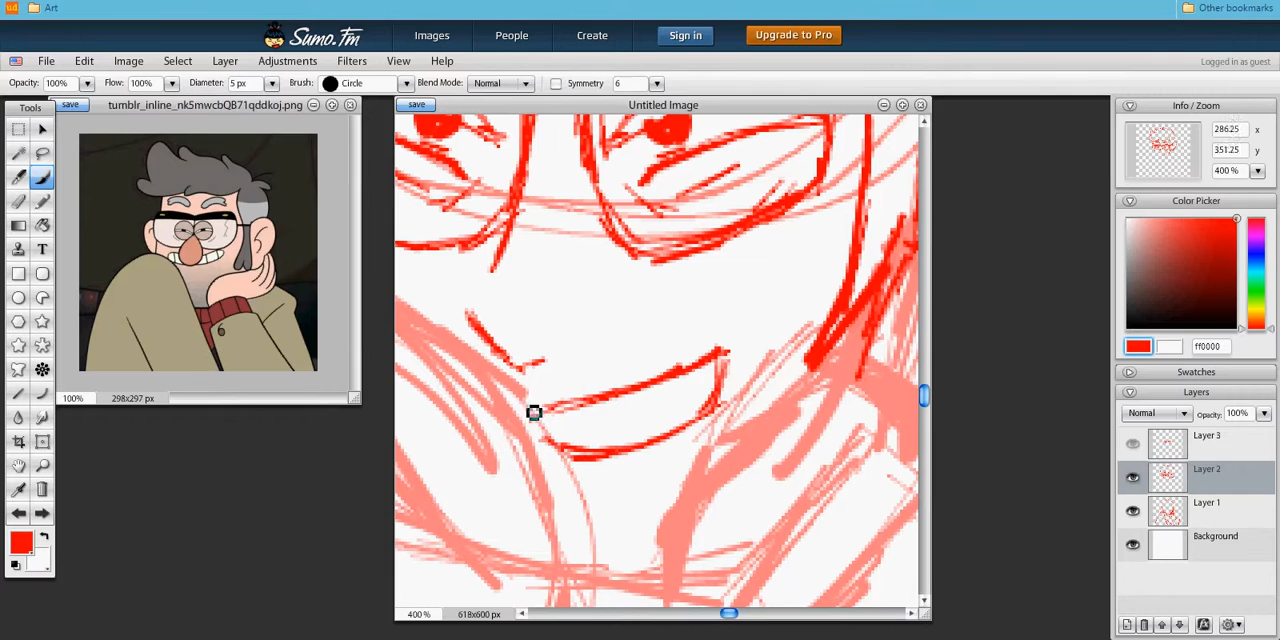 ud Art Other bookmarks
Sumo.fm Images People Create Sign in Upgrade to Pro
File Edit Image Select Layer Adjustments Filters View Help Logged in as guest
Opacity: 100% Flow: 100% Diameter: 5 px Brush: Circle Blend Mode: Normal Symmetry 6
Tools
save tumblr_inline_nk5mwcbQB71qddkoj.png
save Untitled Image
Info / Zoom
286.25 x
351.25 y
400 %
Color Picker
ff0000
Swatches
Layers
Normal Opacity: 100%
Layer 3
Layer 2
Layer 1
Background
100% 298x297 px
400 % 618x600 px
T